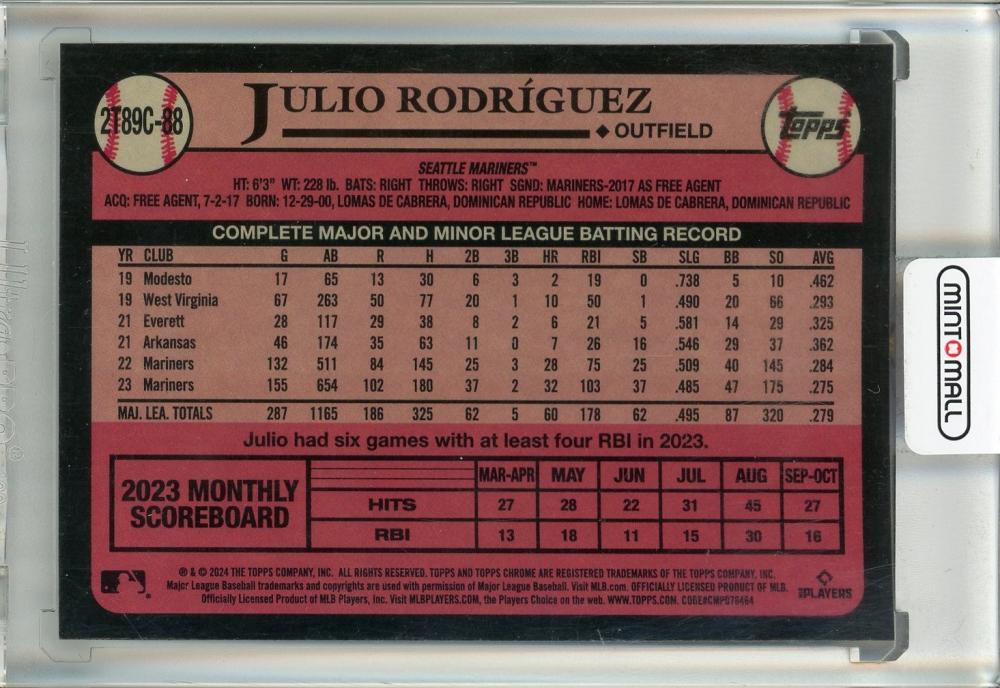 2T89C-88
JULIO RODRÍGUEZ
◆ OUTFIELD
Topps
SEATTLE MARINERS™
HT: 6'3" WT: 228 lb. BATS: RIGHT THROWS: RIGHT SGND: MARINERS-2017 AS FREE AGENT
ACQ: FREE AGENT, 7-2-17 BORN: 12-29-00, LOMAS DE CABRERA, DOMINICAN REPUBLIC HOME: LOMAS DE CABRERA, DOMINICAN REPUBLIC
COMPLETE MAJOR AND MINOR LEAGUE BATTING RECORD
YR CLUB G AB R H 2B 3B HR RBI SB SLG BB SO AVG
19 Modesto 17 65 13 30 6 3 2 19 0 .738 5 10 .462
19 West Virginia 67 263 50 77 20 1 10 50 1 .490 20 66 .293
21 Everett 28 117 29 38 8 2 6 21 5 .581 14 29 .325
21 Arkansas 46 174 35 63 11 0 7 26 16 .546 29 37 .362
22 Mariners 132 511 84 145 25 3 28 75 25 .509 40 145 .284
23 Mariners 155 654 102 180 37 2 32 103 37 .485 47 175 .275
MAJ. LEA. TOTALS 287 1165 186 325 62 5 60 178 62 .495 87 320 .279
Julio had six games with at least four RBI in 2023.
2023 MONTHLY
SCOREBOARD
MAR-APR MAY JUN JUL AUG SEP-OCT
HITS 27 28 22 31 45 27
RBI 13 18 11 15 30 16
℗ & © 2024 THE TOPPS COMPANY, INC. ALL RIGHTS RESERVED. TOPPS AND TOPPS CHROME ARE REGISTERED TRADEMARKS OF THE TOPPS COMPANY, INC.
Major League Baseball trademarks and copyrights are used with permission of Major League Baseball. Visit MLB.com. OFFICIALLY LICENSED PRODUCT OF MLB.
Officially Licensed Product of MLB Players, Inc. Visit MLBPLAYERS.COM, the Players Choice on the web. WWW.TOPPS.COM. CODE#CMP076464
MLB PLAYERS
MINT MALL